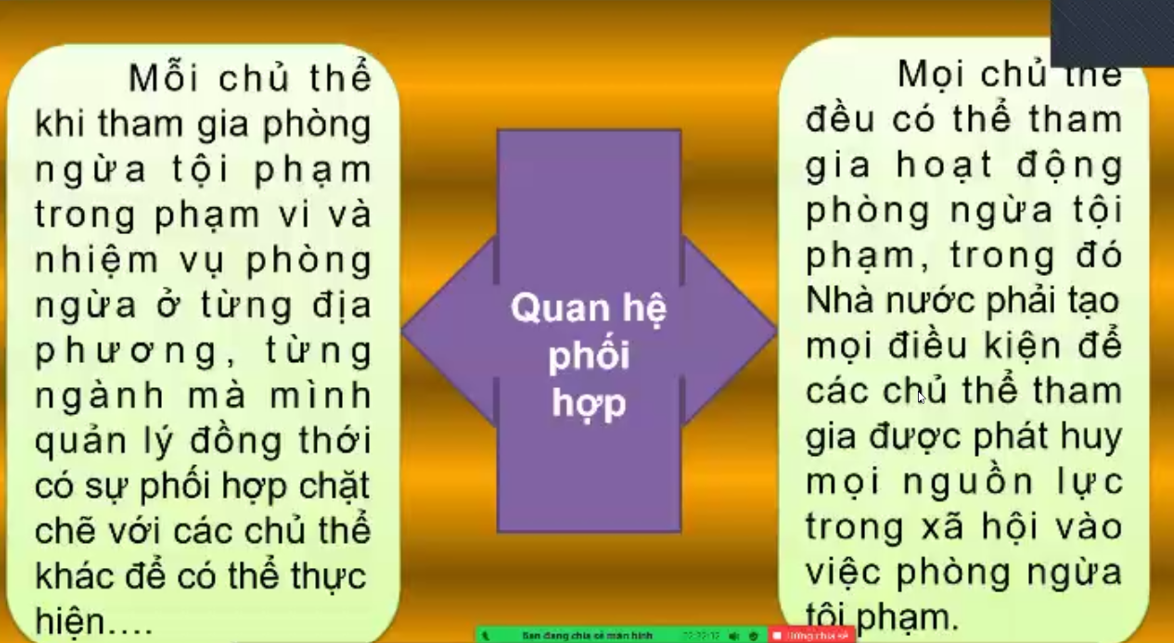 Mỗi chủ thể
khi tham gia phòng
ngừa tội phạm
trong phạm vi và
nhiệm vụ phòng
ngừa ở từng địa
phương, từng
ngành mà mình
quản lý đồng thới
có sự phối hợp chặt
chẽ với các chủ thể
khác để có thể thực
hiện....
Quan hệ
phối
hợp
Mọi chủ thể
đều có thể tham
gia hoạt động
phòng ngừa tội
phạm, trong đó
Nhà nước phải tạo
mọi điều kiện để
các chủ thể tham
gia được phát huy
mọi nguồn lực
trong xã hội vào
việc phòng ngừa
tội phạm.
Bạn đang chia sẻ màn hình
Dừng chia sẻ